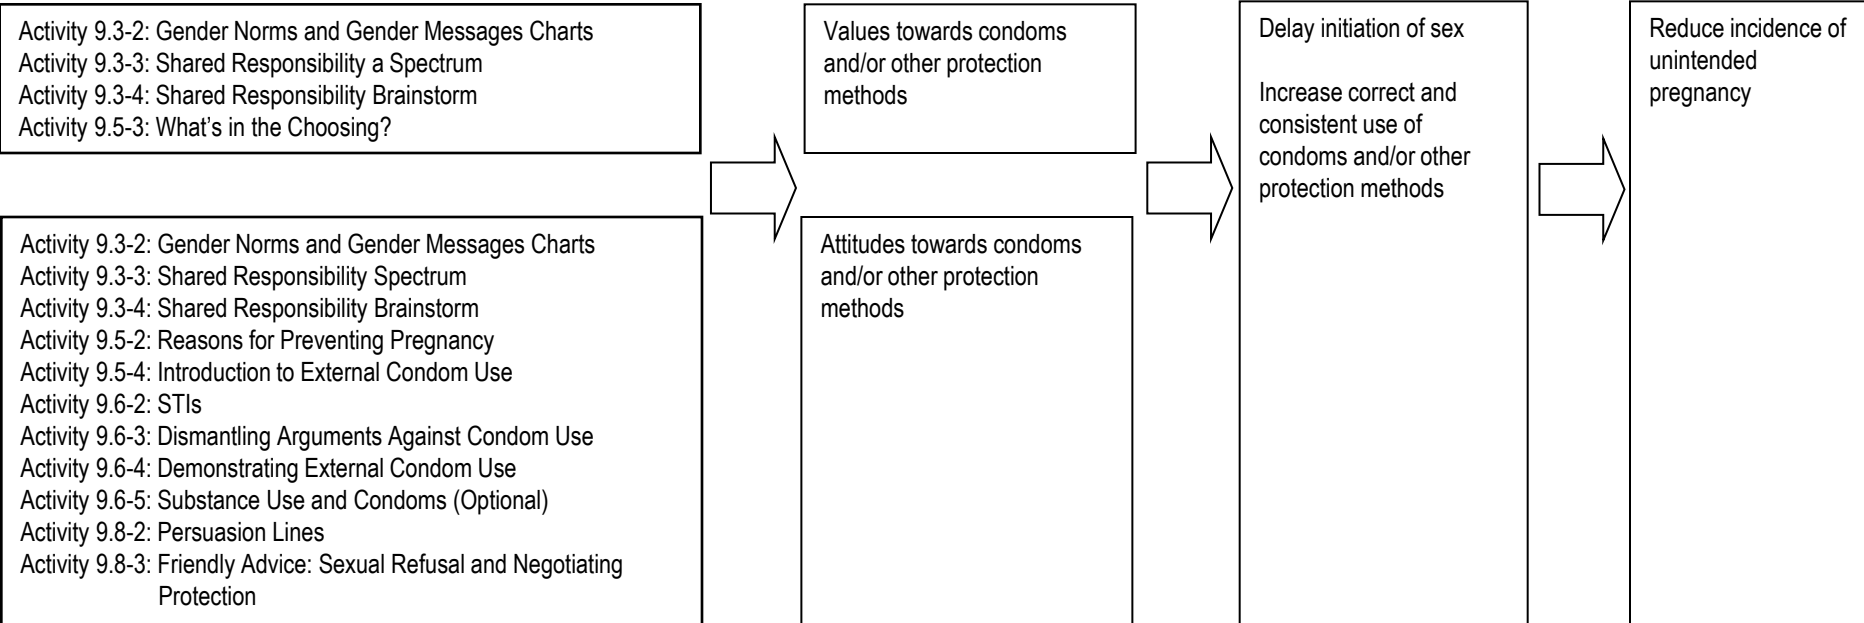 Activity 9.3-2: Gender Norms and Gender Messages Charts
Activity 9.3-3: Shared Responsibility a Spectrum
Activity 9.3-4: Shared Responsibility Brainstorm
Activity 9.5-3: What's in the Choosing?
Activity 9.3-2: Gender Norms and Gender Messages Charts
Activity 9.3-3: Shared Responsibility Spectrum
Activity 9.3-4: Shared Responsibility Brainstorm
Activity 9.5-2: Reasons for Preventing Pregnancy
Activity 9.5-4: Introduction to External Condom Use
Activity 9.6-2: STIs
Activity 9.6-3: Dismantling Arguments Against Condom Use
Activity 9.6-4: Demonstrating External Condom Use
Activity 9.6-5: Substance Use and Condoms (Optional)
Activity 9.8-2: Persuasion Lines
Activity 9.8-3: Friendly Advice: Sexual Refusal and Negotiating
Protection
Values towards condoms
and/or other protection
methods
Attitudes towards condoms
and/or other protection
methods
Delay initiation of sex
Increase correct and
consistent use of
condoms and/or other
protection methods
Reduce incidence of
unintended
pregnancy